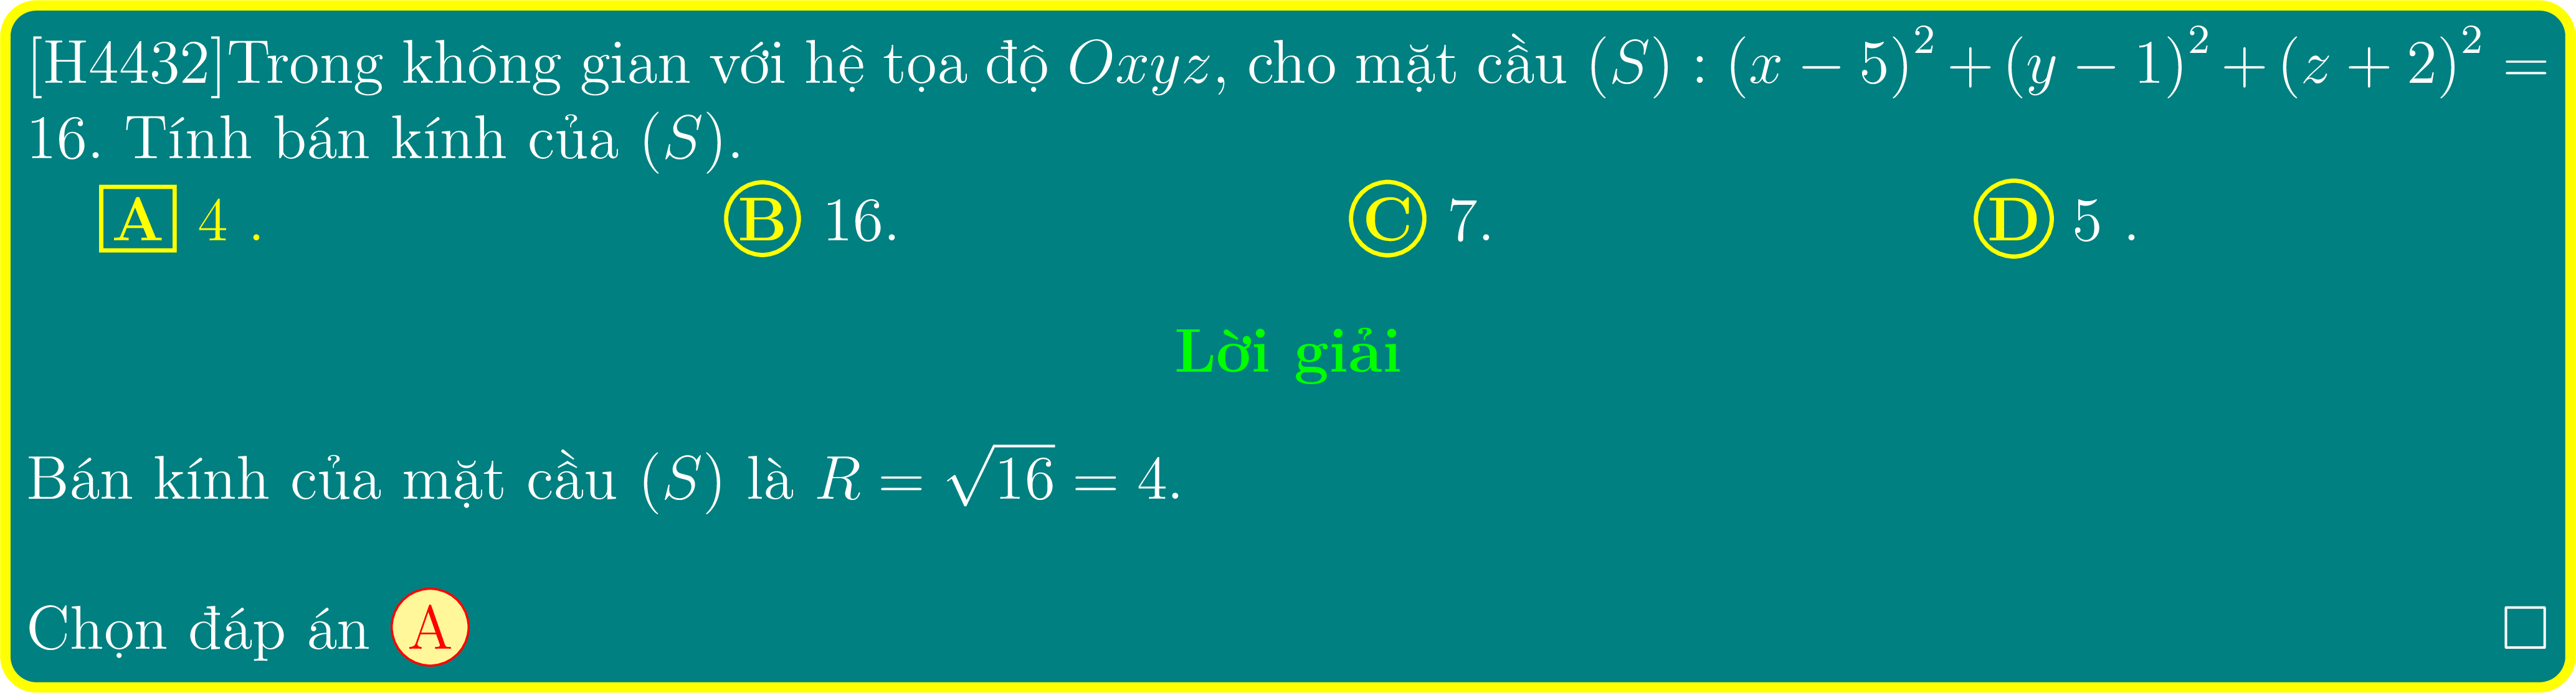 [H4432]Trong không gian với hệ tọa độ Oxyz, cho mặt cầu (S) : (x − 5)² + (y − 1)² + (z + 2)² =
16. Tính bán kính của (S).
A 4 . B 16. C 7. D 5 .
Lời giải
Bán kính của mặt cầu (S) là R = √16 = 4.
Chọn đáp án A □